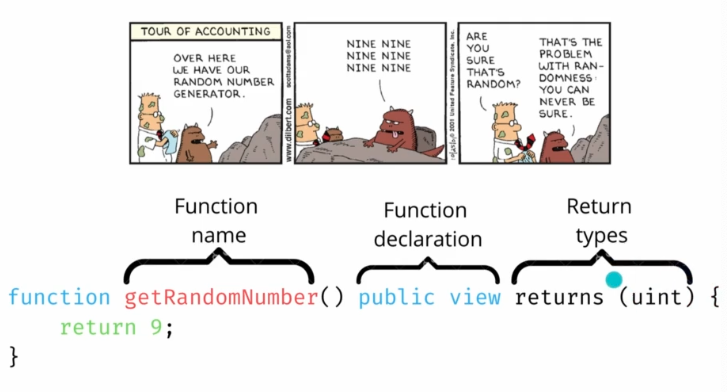 TOUR OF ACCOUNTING
OVER HERE
WE HAVE OUR
RANDOM NUMBER
GENERATOR.
www.dilbert.com
scottadams@aol.com
NINE NINE
NINE NINE
NINE NINE
© 2001 United Feature Syndicate, Inc.
ARE
YOU
SURE
THAT'S
RANDOM?
THAT'S THE
PROBLEM
WITH RAN-
DOMNESS:
YOU CAN
NEVER BE
SURE.
Function
name
Function
declaration
Return
types
function getRandomNumber() public view returns (uint) {
return 9;
}